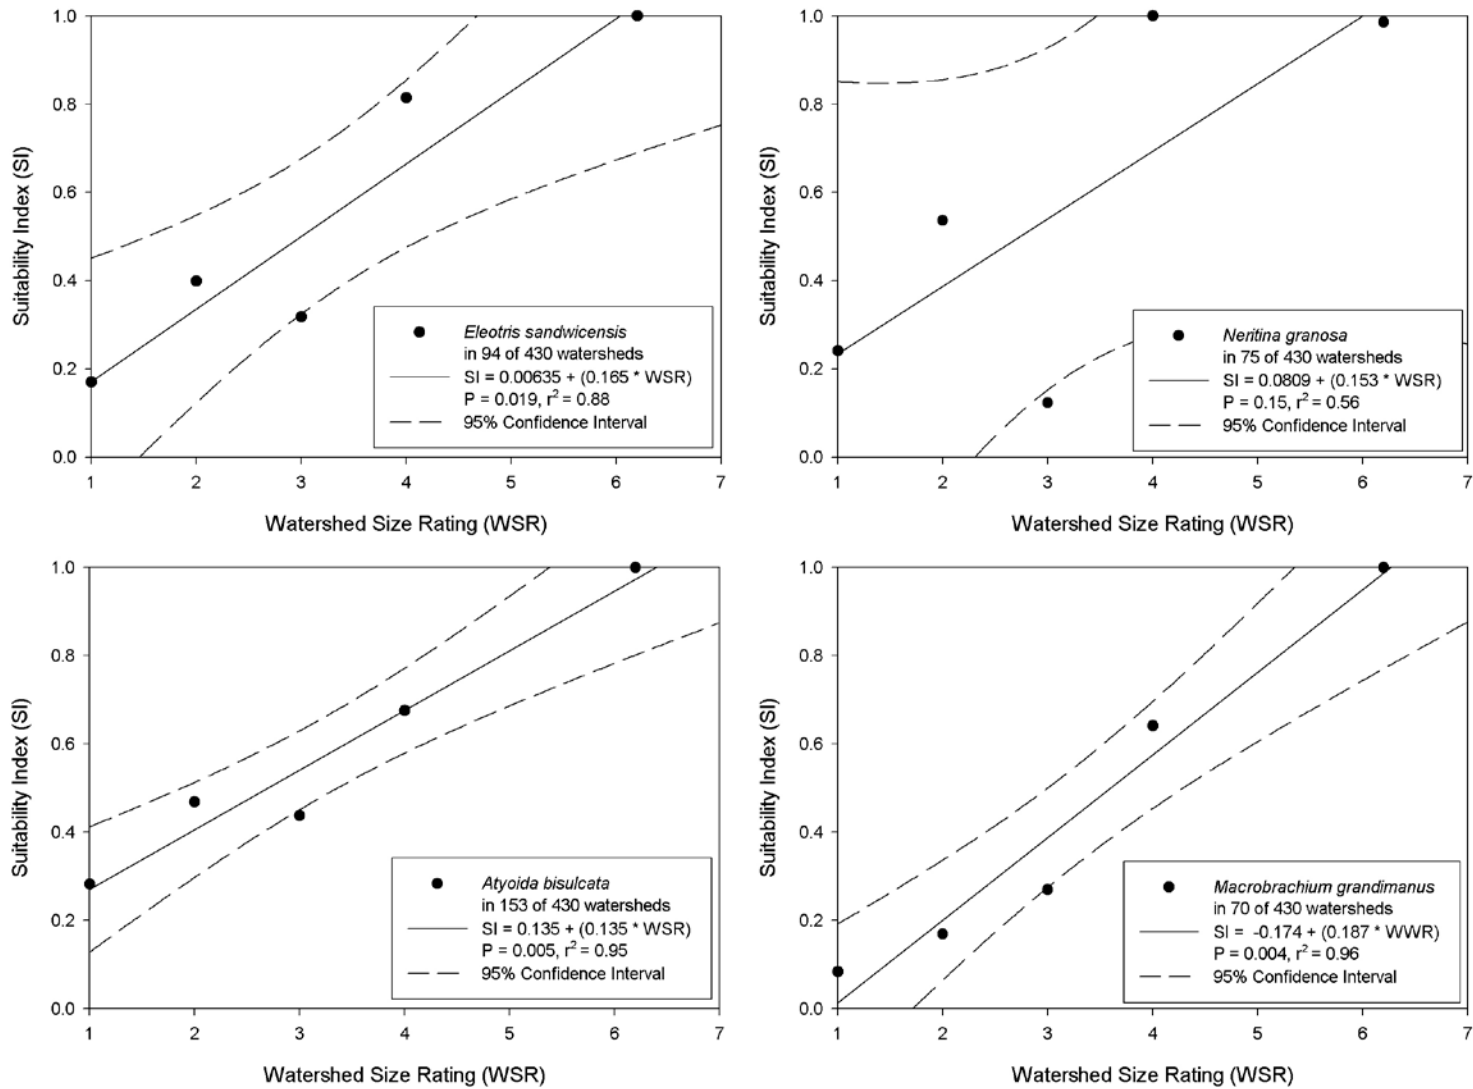 Suitability Index (SI)
1.0
0.8
0.6
0.4
0.2
0.0
Eleotris sandwicensis
in 94 of 430 watersheds
SI = 0.00635 + (0.165 * WSR)
P = 0.019, r² = 0.88
95% Confidence Interval
1 2 3 4 5 6 7
Watershed Size Rating (WSR)
Suitability Index (SI)
1.0
0.8
0.6
0.4
0.2
0.0
Neritina granosa
in 75 of 430 watersheds
SI = 0.0809 + (0.153 * WSR)
P = 0.15, r² = 0.56
95% Confidence Interval
1 2 3 4 5 6 7
Watershed Size Rating (WSR)
Suitability Index (SI)
1.0
0.8
0.6
0.4
0.2
0.0
Atyoida bisulcata
in 153 of 430 watersheds
SI = 0.135 + (0.135 * WSR)
P = 0.005, r² = 0.95
95% Confidence Interval
1 2 3 4 5 6 7
Watershed Size Rating (WSR)
Suitability Index (SI)
1.0
0.8
0.6
0.4
0.2
0.0
Macrobrachium grandimanus
in 70 of 430 watersheds
SI = -0.174 + (0.187 * WWR)
P = 0.004, r² = 0.96
95% Confidence Interval
1 2 3 4 5 6 7
Watershed Size Rating (WSR)